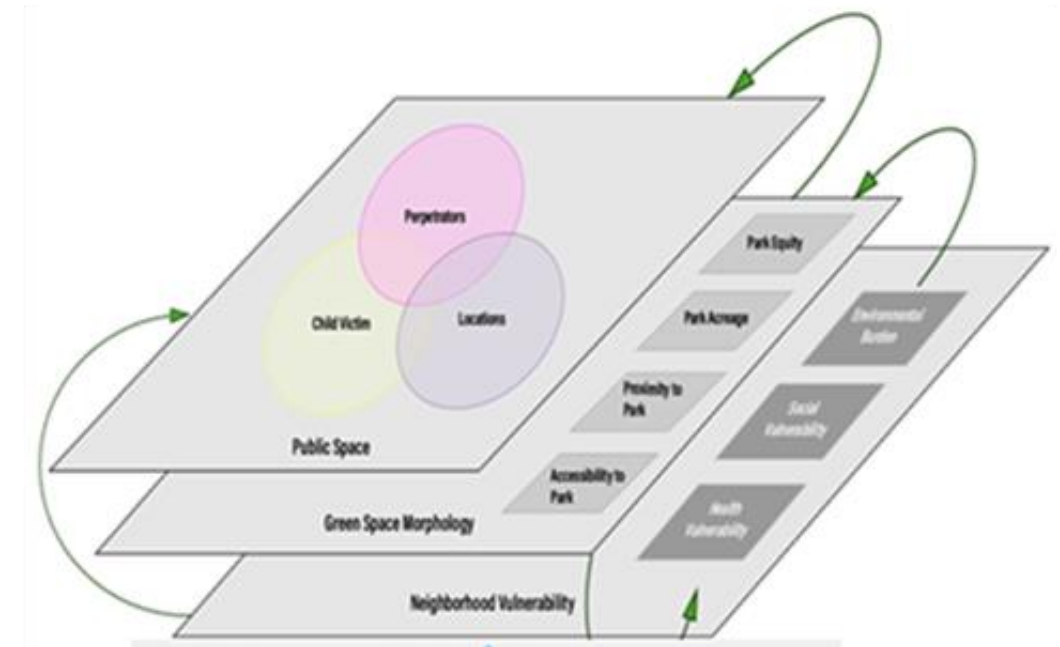 Perpetrators
Child Victim
Locations
Public Space
Park Equity
Park Acreage
Proximity to
Park
Accessibility to
Park
Green Space Morphology
Environmental
Burden
Social
Vulnerability
Health
Vulnerability
Neighborhood Vulnerability